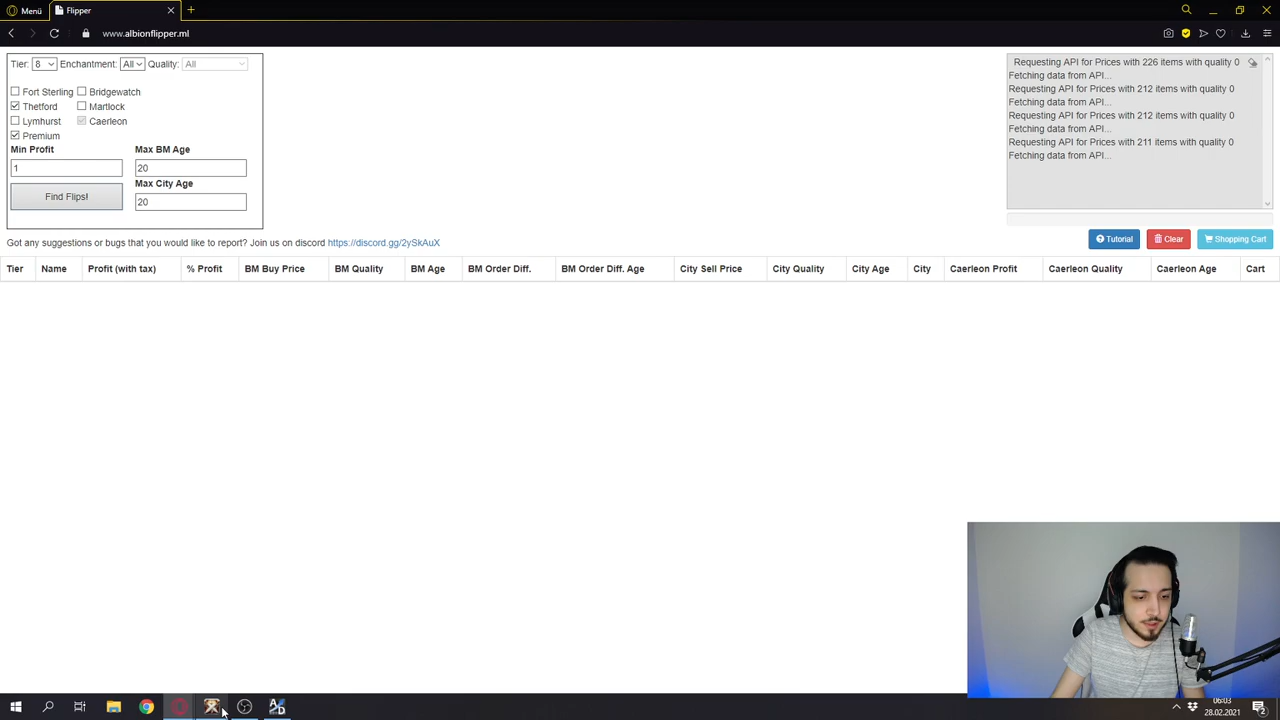 Menü
Flipper
www.albionflipper.ml
Tier: 8 Enchantment: All Quality: All
Fort Sterling Bridgewatch
Thetford Martlock
Lymhurst Caerleon
Premium
Min Profit Max BM Age
1 20
Max City Age
Find Flips! 20
Requesting API for Prices with 226 items with quality 0
Fetching data from API...
Requesting API for Prices with 212 items with quality 0
Fetching data from API...
Requesting API for Prices with 212 items with quality 0
Fetching data from API...
Requesting API for Prices with 211 items with quality 0
Fetching data from API...
Got any suggestions or bugs that you would like to report? Join us on discord https://discord.gg/2ySkAuX
Tutorial Clear Shopping Cart
Tier Name Profit (with tax) % Profit BM Buy Price BM Quality BM Age BM Order Diff. BM Order Diff. Age City Sell Price City Quality City Age City Caerleon Profit Caerleon Quality Caerleon Age Cart
06:03
28.02.2021
2